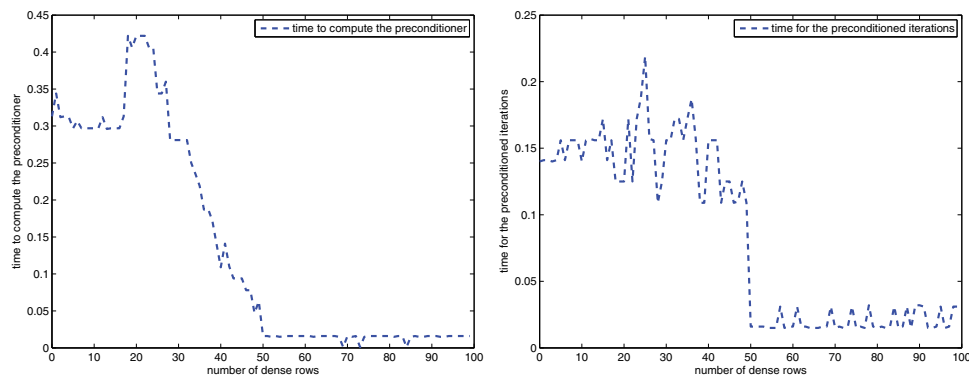 0.45
0.4
0.35
0.3
0.25
0.2
0.15
0.1
0.05
0
time to compute the preconditioner
time to compute the preconditioner
0 10 20 30 40 50 60 70 80 90 100
number of dense rows
0.25
0.2
0.15
0.1
0.05
0
time for the preconditioned iterations
time for the preconditioned iterations
0 10 20 30 40 50 60 70 80 90 100
number of dense rows